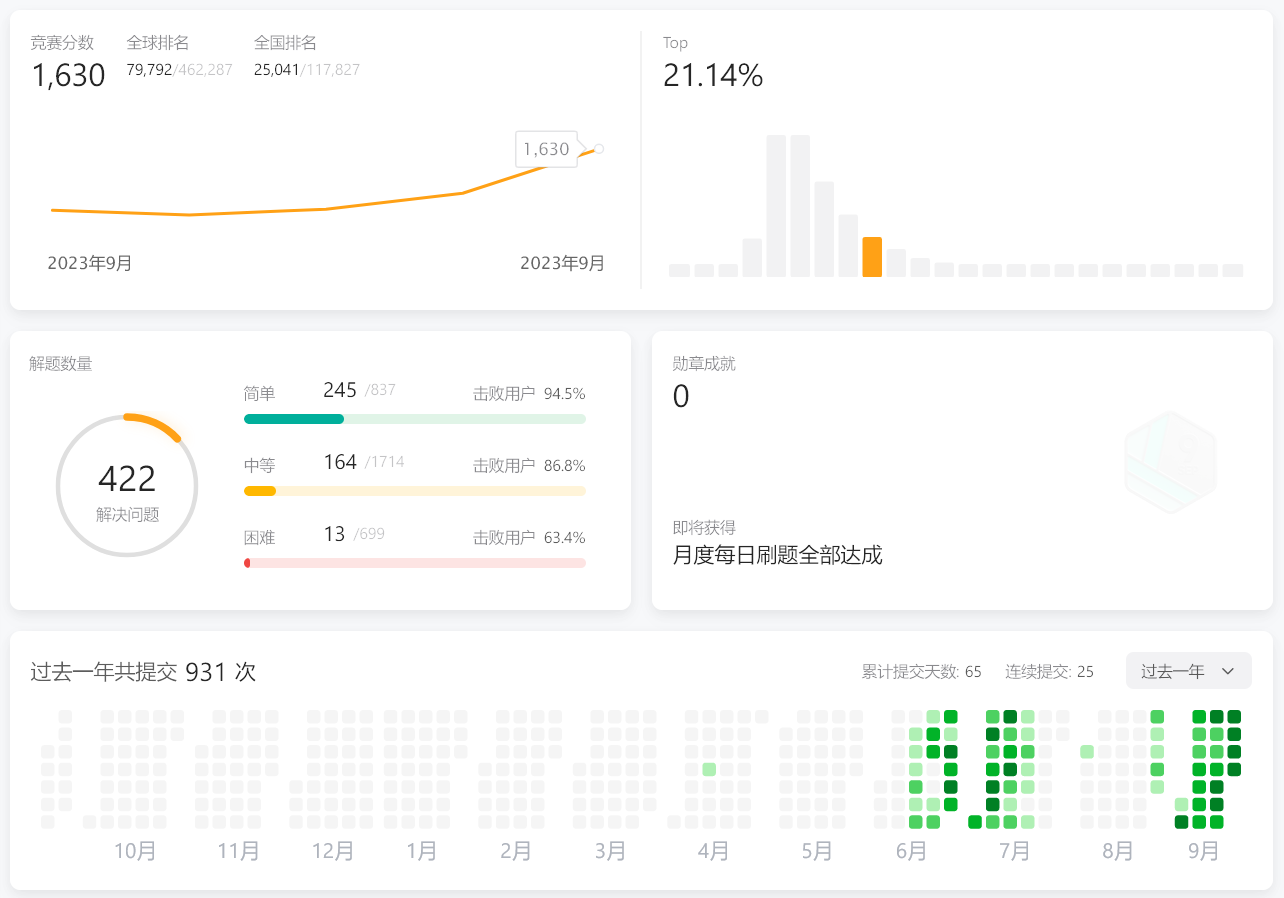 竞赛分数 全球排名 全国排名
1,630 79,792/462,287 25,041/117,827
1,630
2023年9月 2023年9月
Top
21.14%
解题数量
422
解决问题
简单 245 /837 击败用户 94.5%
中等 164 /1714 击败用户 86.8%
困难 13 /699 击败用户 63.4%
勋章成就
0
即将获得
月度每日刷题全部达成
过去一年共提交 931 次 累计提交天数: 65 连续提交: 25 过去一年
10月 11月 12月 1月 2月 3月 4月 5月 6月 7月 8月 9月